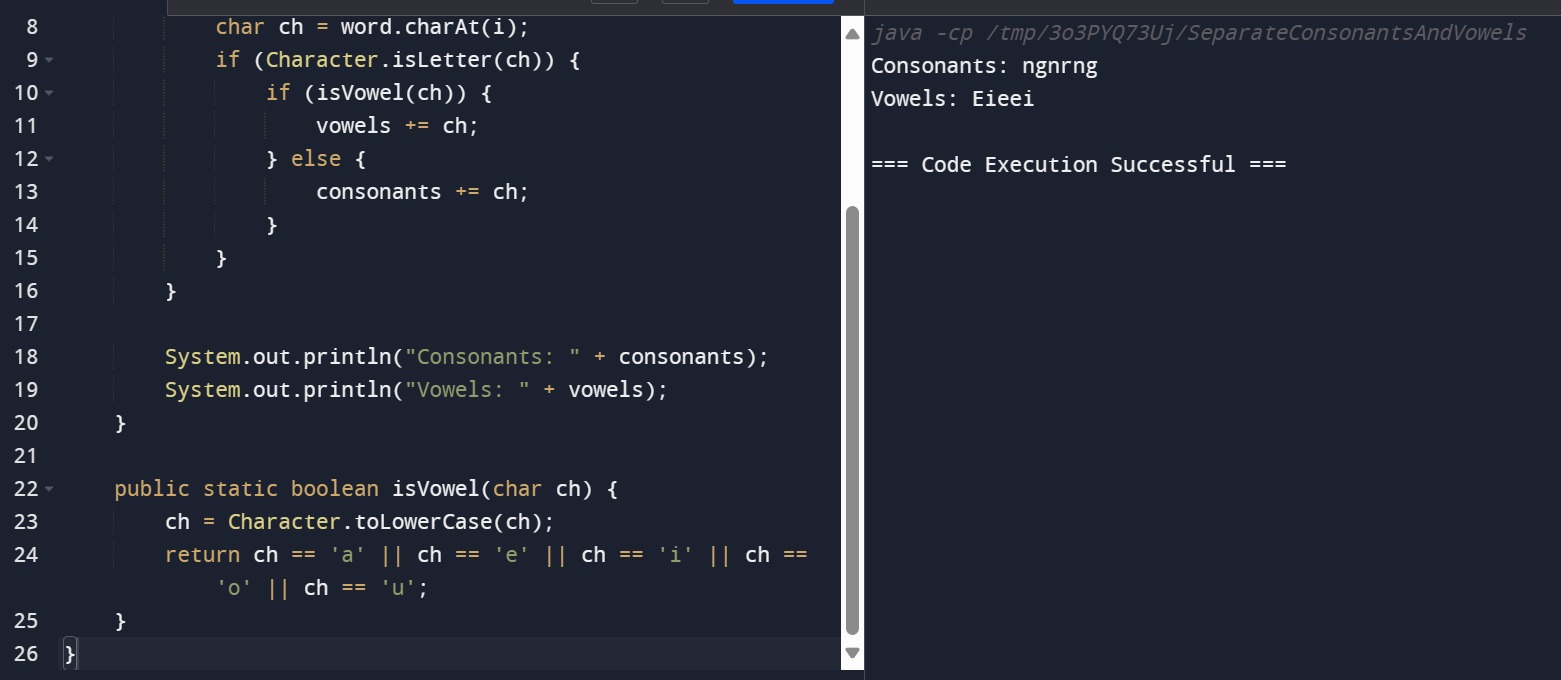 8 char ch = word.charAt(i);
9 if (Character.isLetter(ch)) {
10 if (isVowel(ch)) {
11 vowels += ch;
12 } else {
13 consonants += ch;
14 }
15 }
16 }
17
18 System.out.println("Consonants: " + consonants);
19 System.out.println("Vowels: " + vowels);
20 }
21
22 public static boolean isVowel(char ch) {
23 ch = Character.toLowerCase(ch);
24 return ch == 'a' || ch == 'e' || ch == 'i' || ch ==
'o' || ch == 'u';
25 }
26 }
java -cp /tmp/3o3PYQ73Uj/SeparateConsonantsAndVowels
Consonants: ngnrng
Vowels: Eieei
=== Code Execution Successful ===